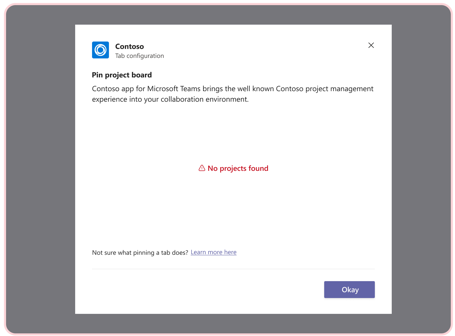 Contoso
Tab configuration
Pin project board
Contoso app for Microsoft Teams brings the well known Contoso project management
experience into your collaboration environment.
No projects found
Not sure what pinning a tab does? Learn more here
Okay